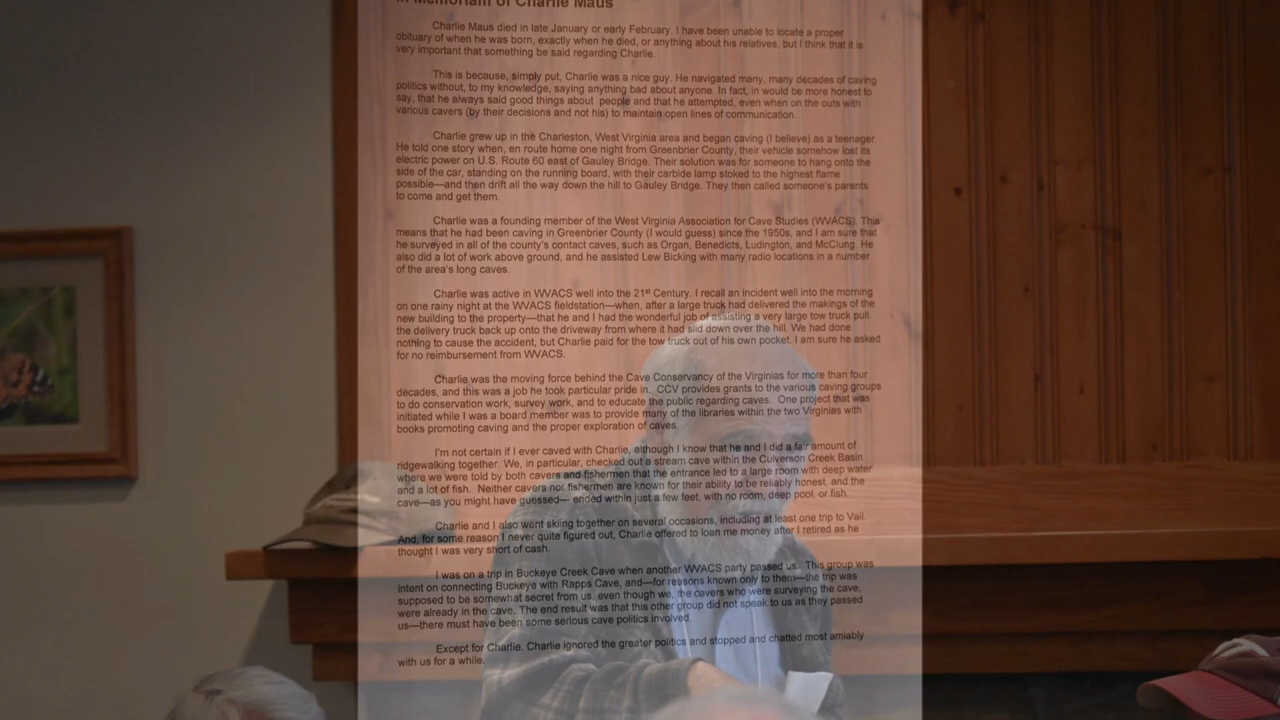 In Memoriam of Charlie Maus
Charlie Maus died in late January or early February. I have been unable to locate a proper
obituary of when he was born, exactly when he died, or anything about his relatives, but I think that it is
very important that something be said regarding Charlie.
This is because, simply put, Charlie was a nice guy. He navigated many, many decades of caving
politics without, to my knowledge, saying anything bad about anyone. In fact, in would be more honest to
say, that he always said good things about people and that he attempted, even when on the outs with
various cavers (by their decisions and not his) to maintain open lines of communication.
Charlie grew up in the Charleston, West Virginia area and began caving (I believe) as a teenager.
He told one story when, en route home one night from Greenbrier County, their vehicle somehow lost its
electric power on U.S. Route 60 east of Gauley Bridge. Their solution was for someone to hang onto the
side of the car, standing on the running board, with their carbide lamp stoked to the highest flame
possible—and then drift all the way down the hill to Gauley Bridge. They then called someone's parents
to come and get them.
Charlie was a founding member of the West Virginia Association for Cave Studies (WVACS). This
means that he had been caving in Greenbrier County (I would guess) since the 1950s, and I am sure that
he surveyed in all of the county's contact caves, such as Organ, Benedicts, Ludington, and McClung. He
also did a lot of work above ground, and he assisted Lew Bicking with many radio locations in a number
of the area's long caves.
Charlie was active in WVACS well into the 21st Century. I recall an incident well into the morning
on one rainy night at the WVACS fieldstation—when, after a large truck had delivered the makings of the
new building to the property—that he and I had the wonderful job of assisting a very large tow truck pull
the delivery truck back up onto the driveway from where it had slid down over the hill. We had done
nothing to cause the accident, but Charlie paid for the tow truck out of his own pocket. I am sure he asked
for no reimbursement from WVACS.
Charlie was the moving force behind the Cave Conservancy of the Virginias for more than four
decades, and this was a job he took particular pride in. CCV provides grants to the various caving groups
to do conservation work, survey work, and to educate the public regarding caves. One project that was
initiated while I was a board member was to provide many of the libraries within the two Virginias with
books promoting caving and the proper exploration of caves.
I'm not certain if I ever caved with Charlie, although I know that he and I did a fair amount of
ridgewalking together. We, in particular, checked out a stream cave within the Culverson Creek Basin
where we were told by both cavers and fishermen that the entrance led to a large room with deep water
and a lot of fish. Neither cavers nor fishermen are known for their ability to be reliably honest, and the
cave—as you might have guessed— ended within just a few feet, with no room, deep pool, or fish.
Charlie and I also went skiing together on several occasions, including at least one trip to Vail.
And, for some reason I never quite figured out, Charlie offered to loan me money after I retired as he
thought I was very short of cash.
I was on a trip in Buckeye Creek Cave when another WVACS party passed us. This group was
intent on connecting Buckeye with Rapps Cave, and—for reasons known only to them—the trip was
supposed to be somewhat secret from us, even though we, the cavers who were surveying the cave,
were already in the cave. The end result was that this other group did not speak to us as they passed
us—there must have been some serious cave politics involved.
Except for Charlie. Charlie ignored the greater politics and stopped and chatted most amiably
with us for a while.